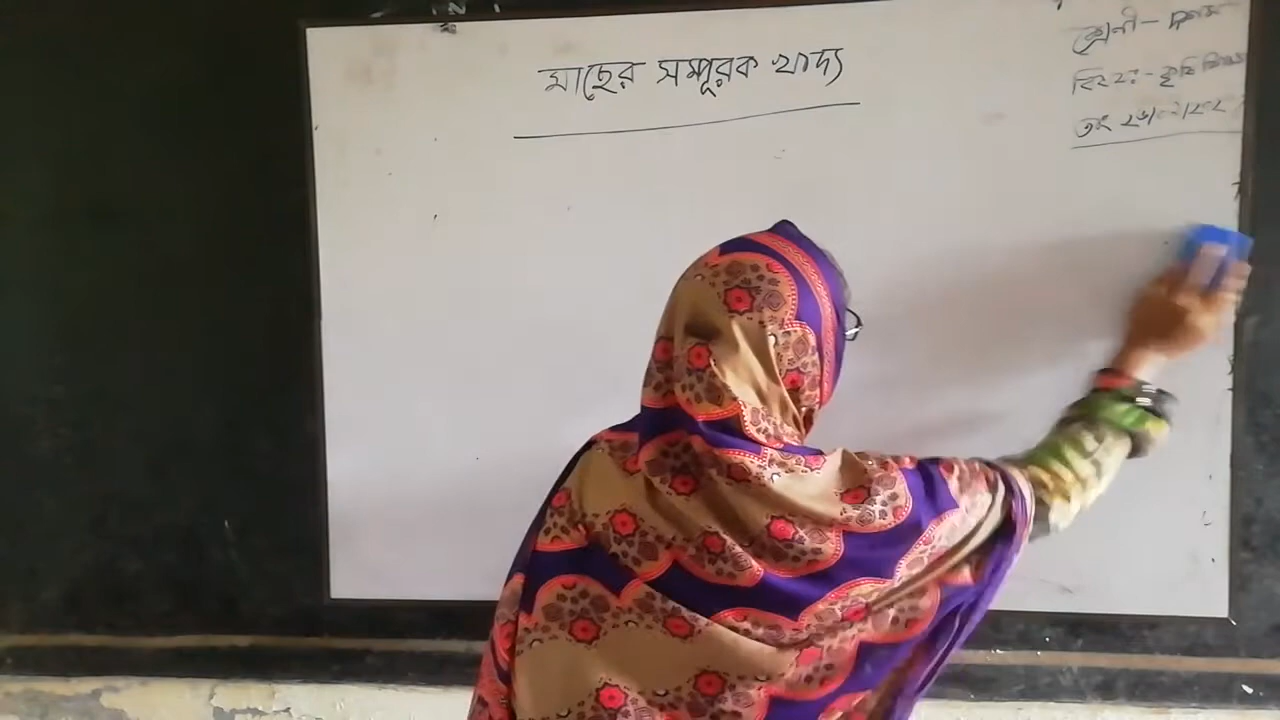 মাছের সম্পূরক খাদ্য
শ্রেণী - দশম
বিষয় :- কৃষি শিক্ষা
তাং